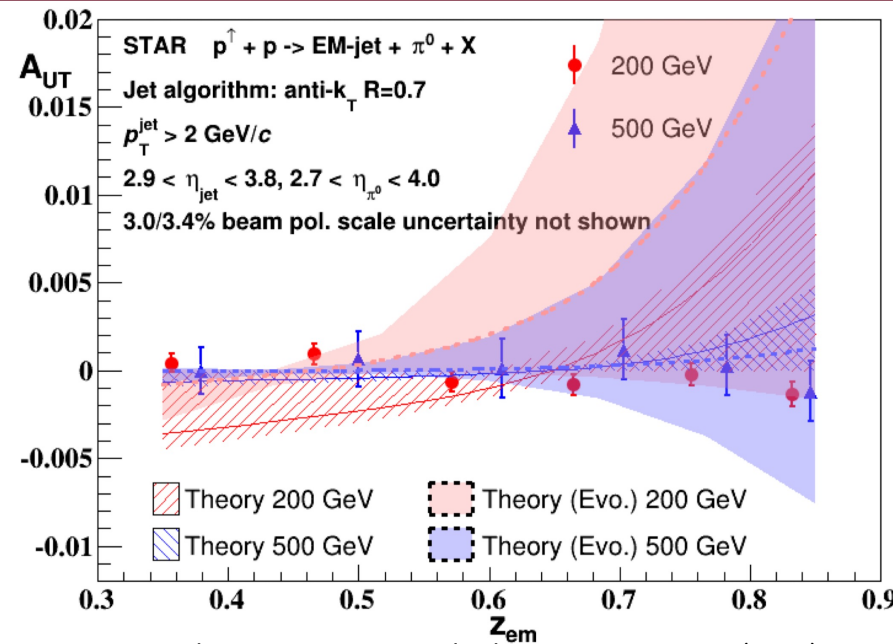 0.02
STAR p↑ + p -> EM-jet + π⁰ + X
200 GeV
A_UT
0.015
Jet algorithm: anti-k_T R=0.7
500 GeV
p_T^jet > 2 GeV/c
2.9 < η_jet < 3.8, 2.7 < η_π⁰ < 4.0
0.01
3.0/3.4% beam pol. scale uncertainty not shown
0.005
0
-0.005
Theory 200 GeV
Theory (Evo.) 200 GeV
-0.01
Theory 500 GeV
Theory (Evo.) 500 GeV
0.3 0.4 0.5 0.6 0.7 0.8 0.9
z_em